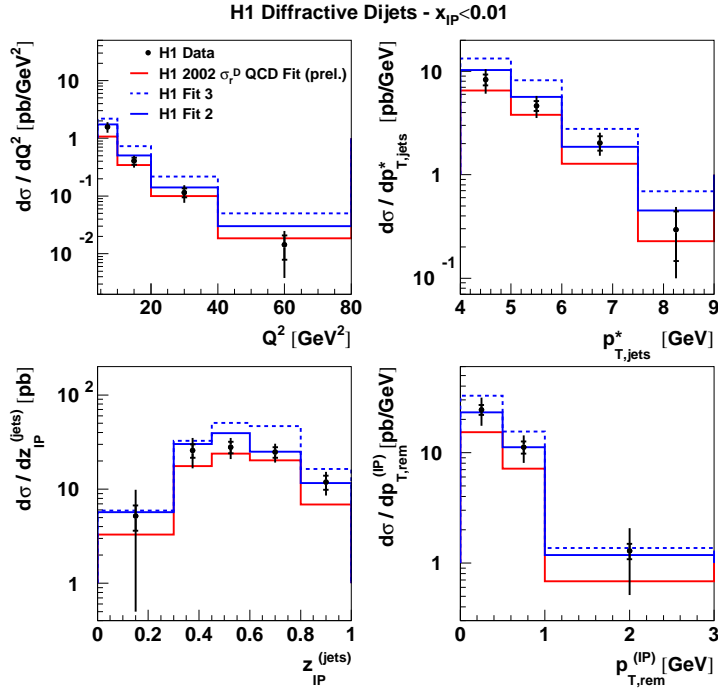 H1 Diffractive Dijets - x_IP<0.01
dσ / dQ² [pb/GeV²]
H1 Data
H1 2002 σ_r^D QCD Fit (prel.)
H1 Fit 3
H1 Fit 2
10
1
10⁻¹
10⁻²
20 40 60 80
Q² [GeV²]
dσ / dp*_T,jets [pb/GeV]
10
1
10⁻¹
4 5 6 7 8 9
p*_T,jets [GeV]
dσ / dz_IP^(jets) [pb]
10²
10
1
0 0.2 0.4 0.6 0.8 1
z_IP^(jets)
dσ / dp_T,rem^(IP) [pb/GeV]
10
1
0 1 2 3
p_T,rem^(IP) [GeV]